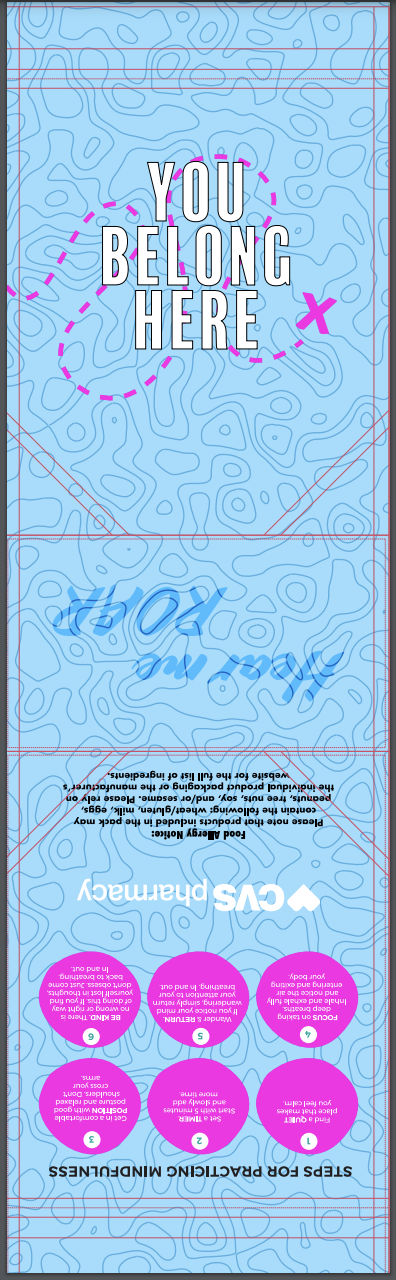 YOU
BELONG
HERE
X
Hear me
ROAR
STEPS FOR PRACTICING MINDFULNESS
1
Find a QUIET
place that makes
you feel calm.
2
Set a TIMER.
Start with 5 minutes
and slowly add
more time.
3
Get in a comfortable
POSITION with good
posture and relaxed
shoulders. Don't
cross your
arms.
4
FOCUS on taking
deep breaths.
Inhale and exhale fully
and notice the air
entering and exiting
your body.
5
Wander & RETURN.
If you notice your mind
wandering, simply return
your attention to your
breathing. In and out.
6
BE KIND. There is
no wrong or right way
of doing this. If you find
yourself lost in thoughts,
don't obsess. Just come
back to breathing.
In and out.
CVS pharmacy
Food Allergy Notice:
Please note that products included in the pack may
contain the following: wheat/gluten, milk, eggs,
peanuts, tree nuts, soy, and/or sesame. Please rely on
the individual product packaging or the manufacturer's
website for the full list of ingredients.